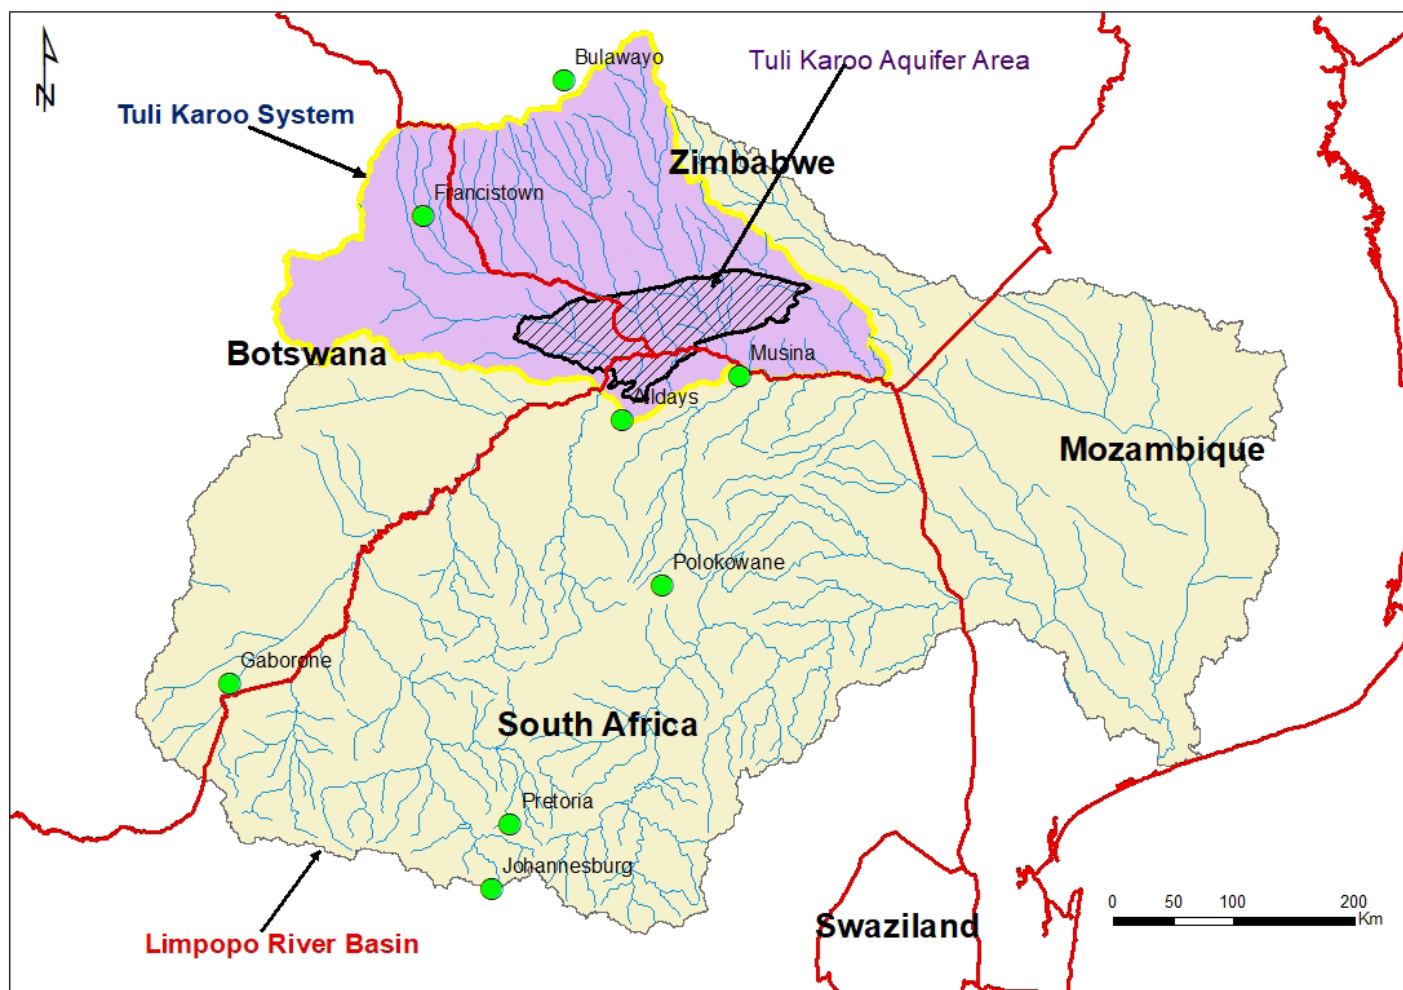 N
Bulawayo
Tuli Karoo Aquifer Area
Tuli Karoo System
Zimbabwe
Francistown
Botswana
Musina
Alldays
Mozambique
Polokowane
Gaborone
South Africa
Pretoria
Johannesburg
0 50 100 200
Km
Swaziland
Limpopo River Basin